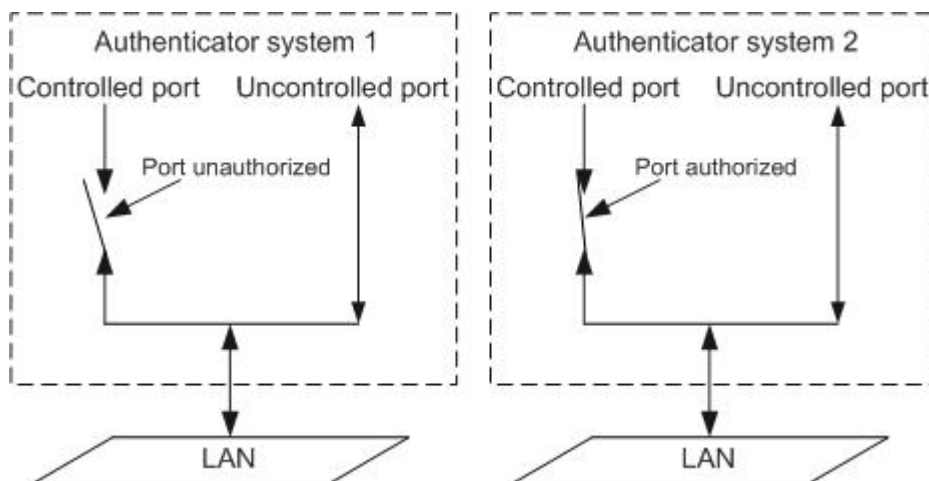 Authenticator system 1
Controlled port
Uncontrolled port
Port unauthorized
LAN
Authenticator system 2
Controlled port
Uncontrolled port
Port authorized
LAN